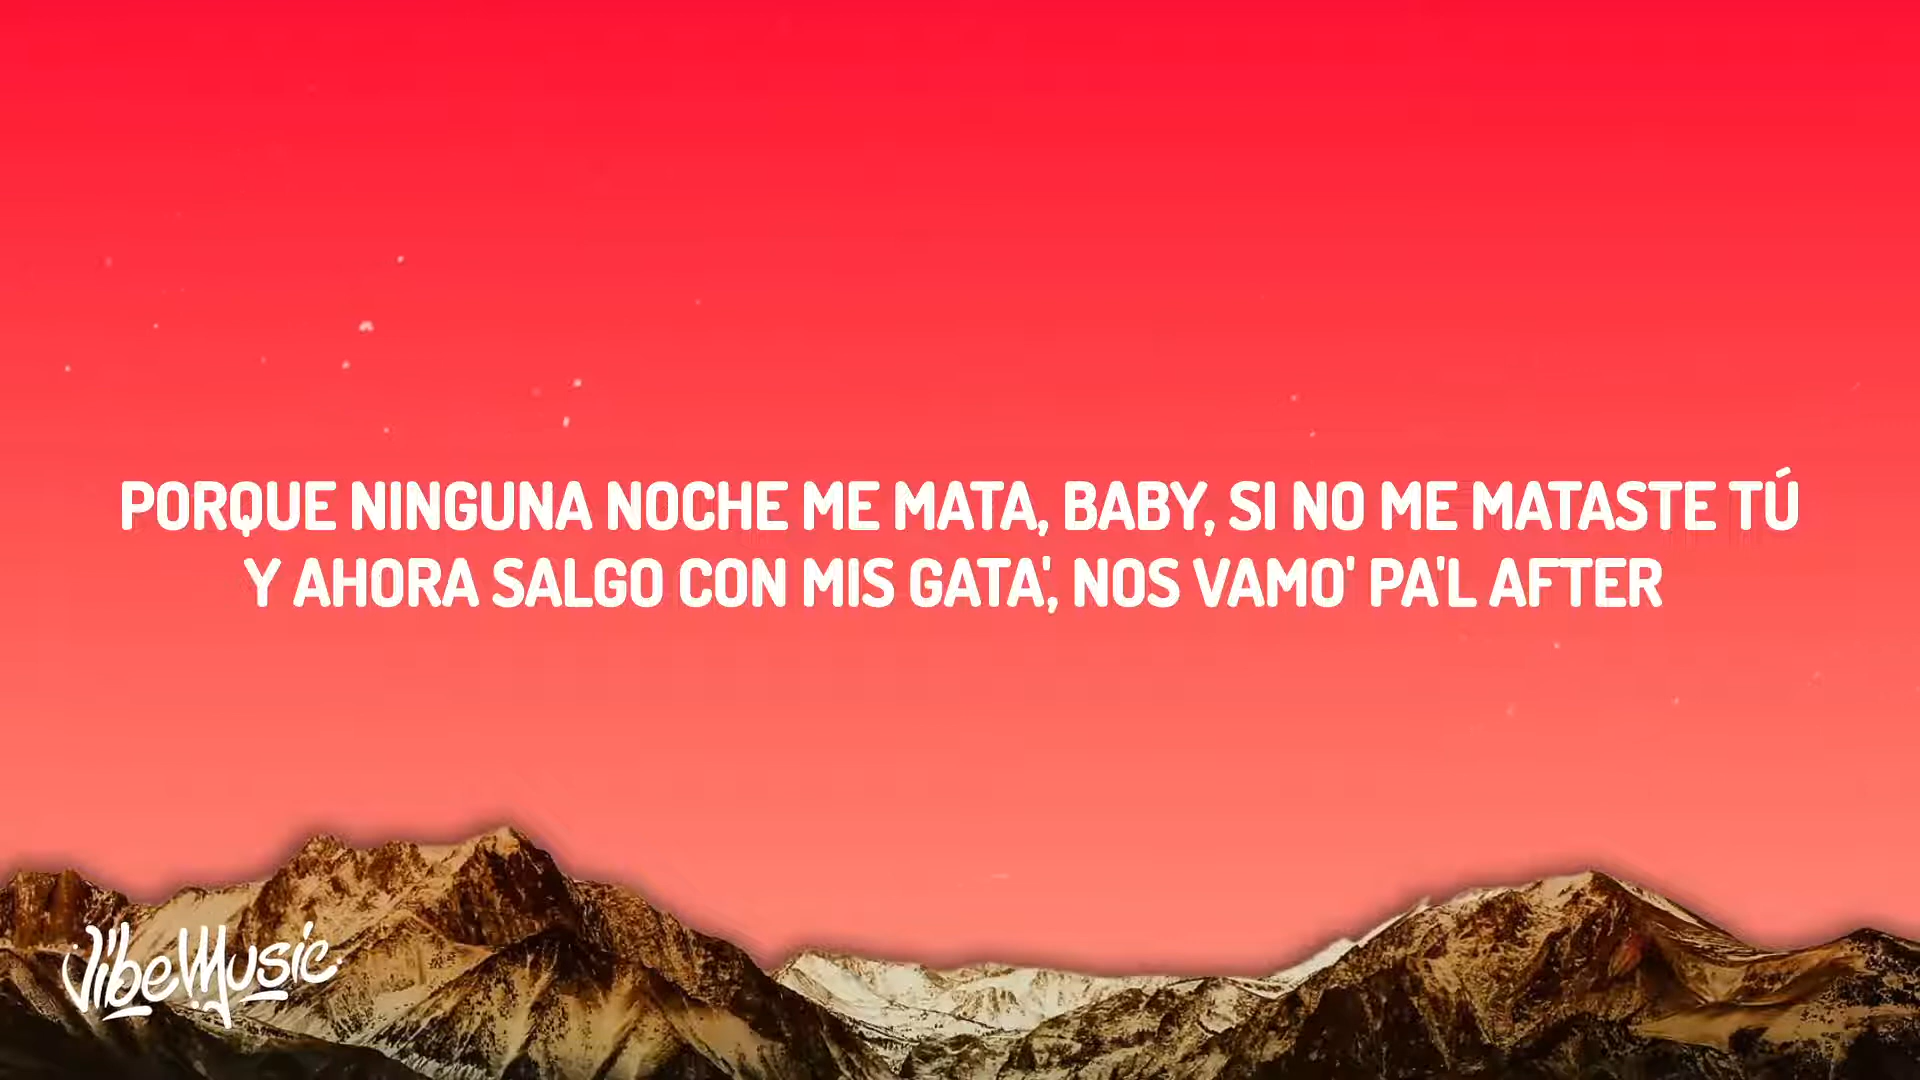 PORQUE NINGUNA NOCHE ME MATA, BABY, SI NO ME MATASTE TÚ
Y AHORA SALGO CON MIS GATA', NOS VAMO' PA'L AFTER
VibeMusic